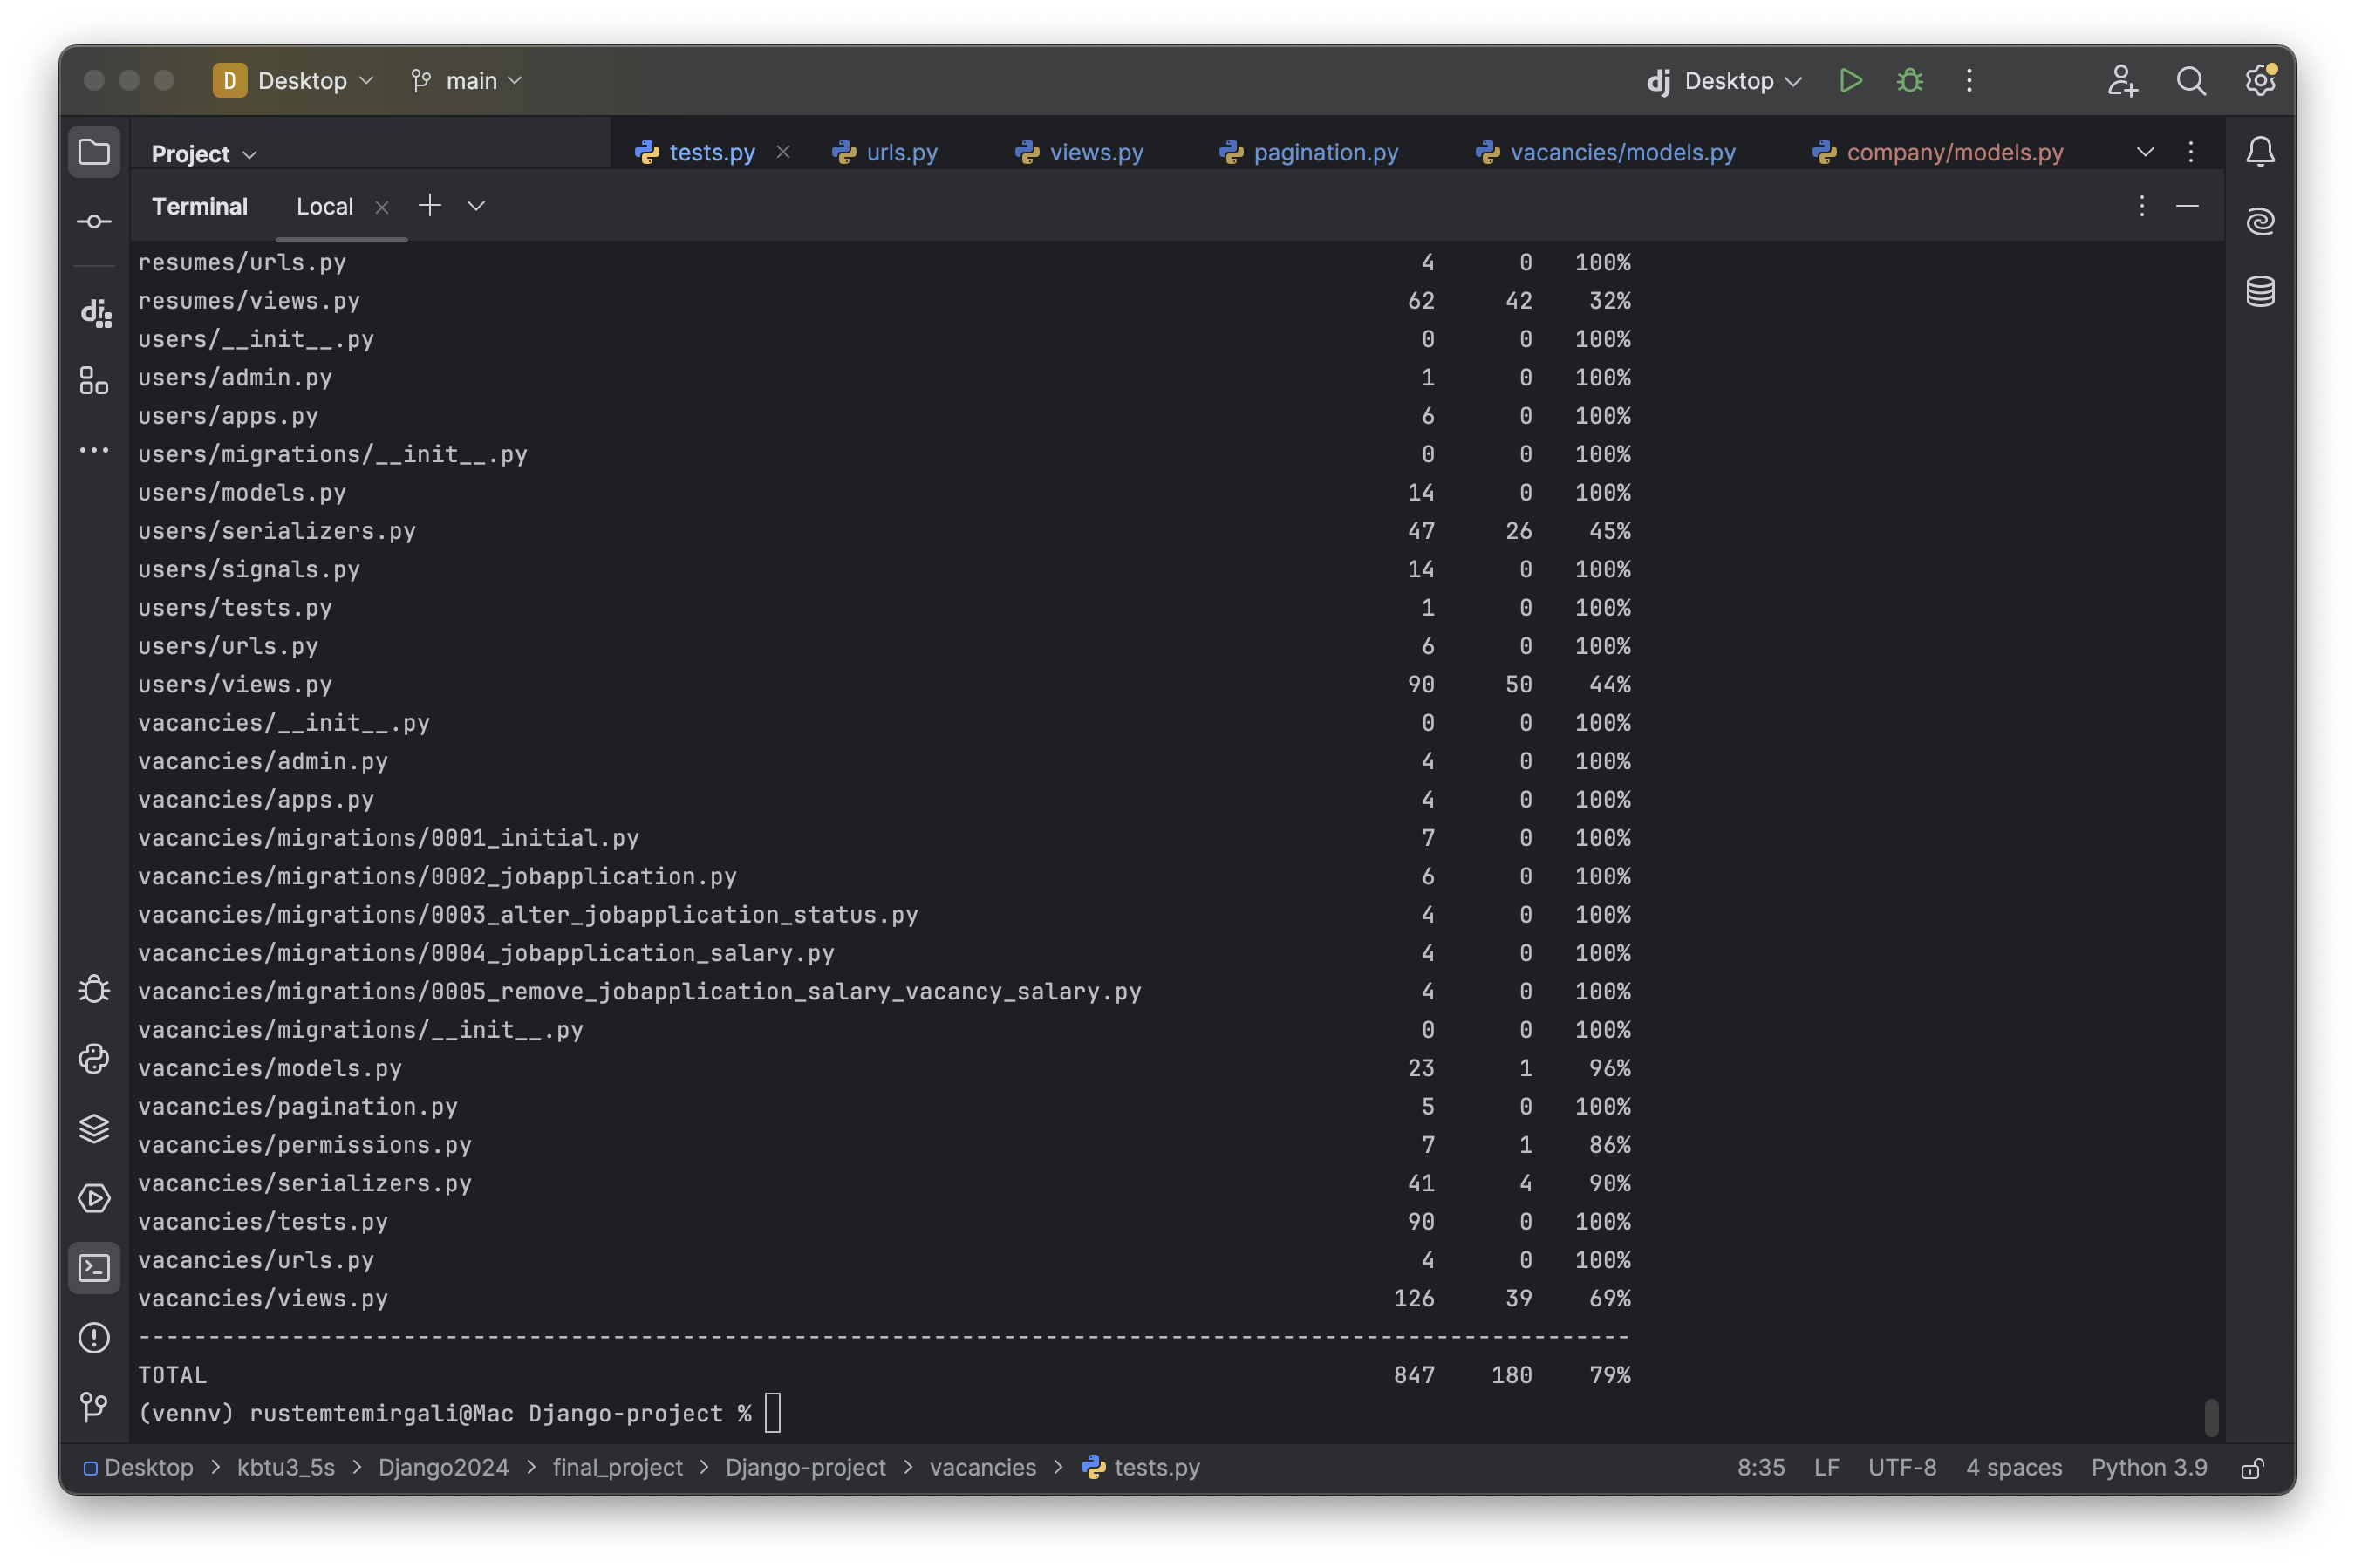 D Desktop main dj Desktop
Project tests.py urls.py views.py pagination.py vacancies/models.py company/models.py
Terminal Local
resumes/urls.py 4 0 100%
resumes/views.py 62 42 32%
users/__init__.py 0 0 100%
users/admin.py 1 0 100%
users/apps.py 6 0 100%
users/migrations/__init__.py 0 0 100%
users/models.py 14 0 100%
users/serializers.py 47 26 45%
users/signals.py 14 0 100%
users/tests.py 1 0 100%
users/urls.py 6 0 100%
users/views.py 90 50 44%
vacancies/__init__.py 0 0 100%
vacancies/admin.py 4 0 100%
vacancies/apps.py 4 0 100%
vacancies/migrations/0001_initial.py 7 0 100%
vacancies/migrations/0002_jobapplication.py 6 0 100%
vacancies/migrations/0003_alter_jobapplication_status.py 4 0 100%
vacancies/migrations/0004_jobapplication_salary.py 4 0 100%
vacancies/migrations/0005_remove_jobapplication_salary_vacancy_salary.py 4 0 100%
vacancies/migrations/__init__.py 0 0 100%
vacancies/models.py 23 1 96%
vacancies/pagination.py 5 0 100%
vacancies/permissions.py 7 1 86%
vacancies/serializers.py 41 4 90%
vacancies/tests.py 90 0 100%
vacancies/urls.py 4 0 100%
vacancies/views.py 126 39 69%
-----------------------------------------------------------------------------------------------------------
TOTAL 847 180 79%
(vennv) rustemtemirgali@Mac Django-project %
Desktop > kbtu3_5s > Django2024 > final_project > Django-project > vacancies > tests.py 8:35 LF UTF-8 4 spaces Python 3.9